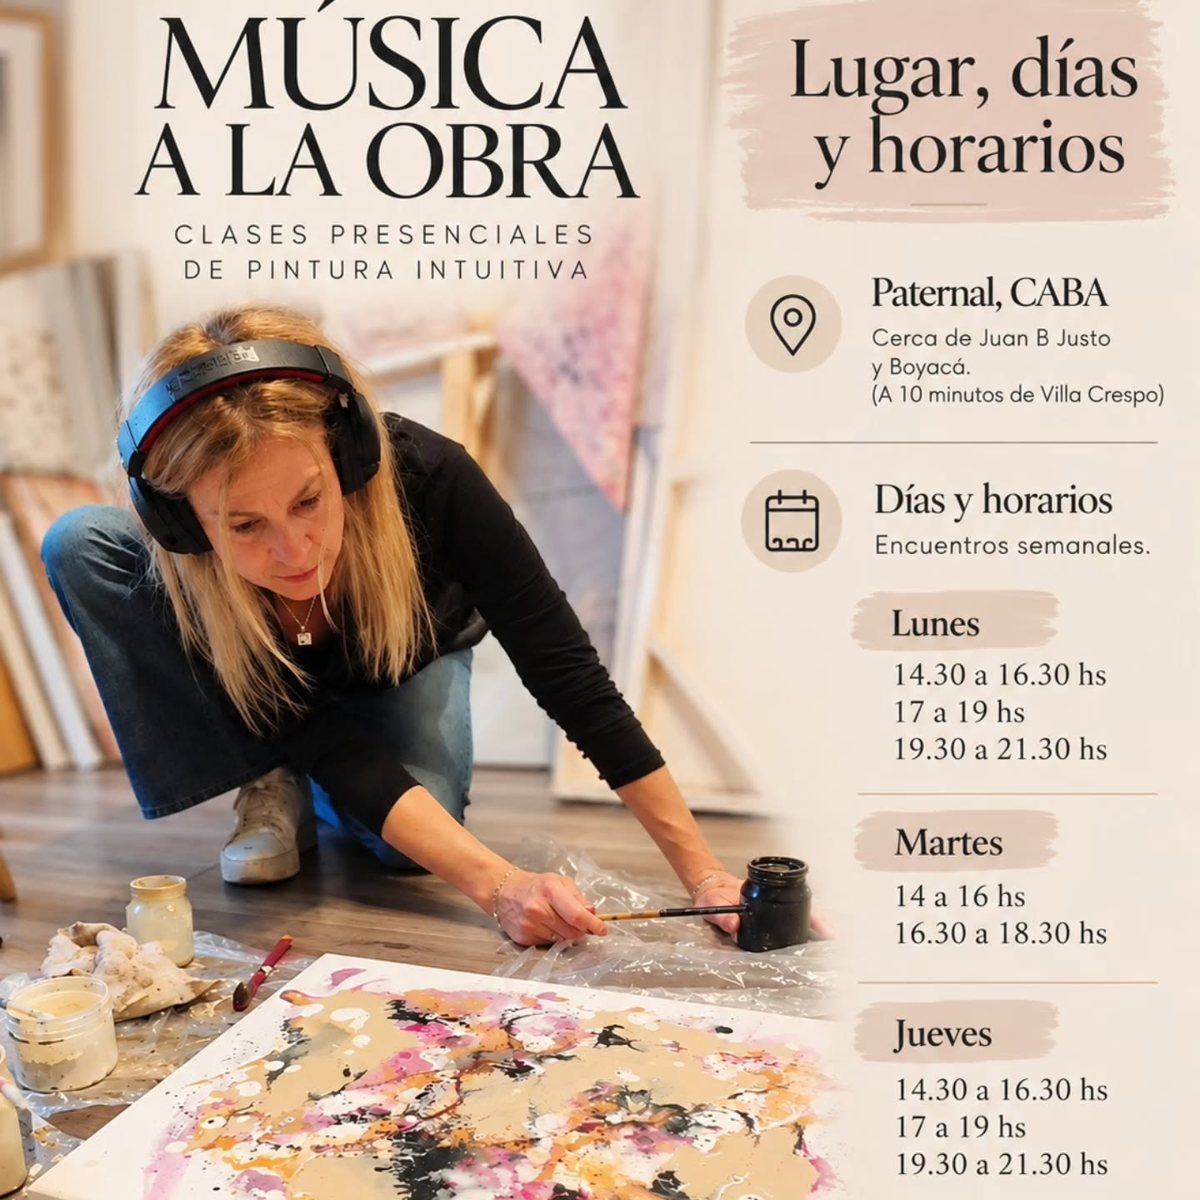 MÚSICA
A LA OBRA
CLASES PRESENCIALES
DE PINTURA INTUITIVA
Lugar, días
y horarios
Paternal, CABA
Cerca de Juan B Justo
y Boyacá.
(A 10 minutos de Villa Crespo)
Días y horarios
Encuentros semanales.
Lunes
14.30 a 16.30 hs
17 a 19 hs
19.30 a 21.30 hs
Martes
14 a 16 hs
16.30 a 18.30 hs
Jueves
14.30 a 16.30 hs
17 a 19 hs
19.30 a 21.30 hs